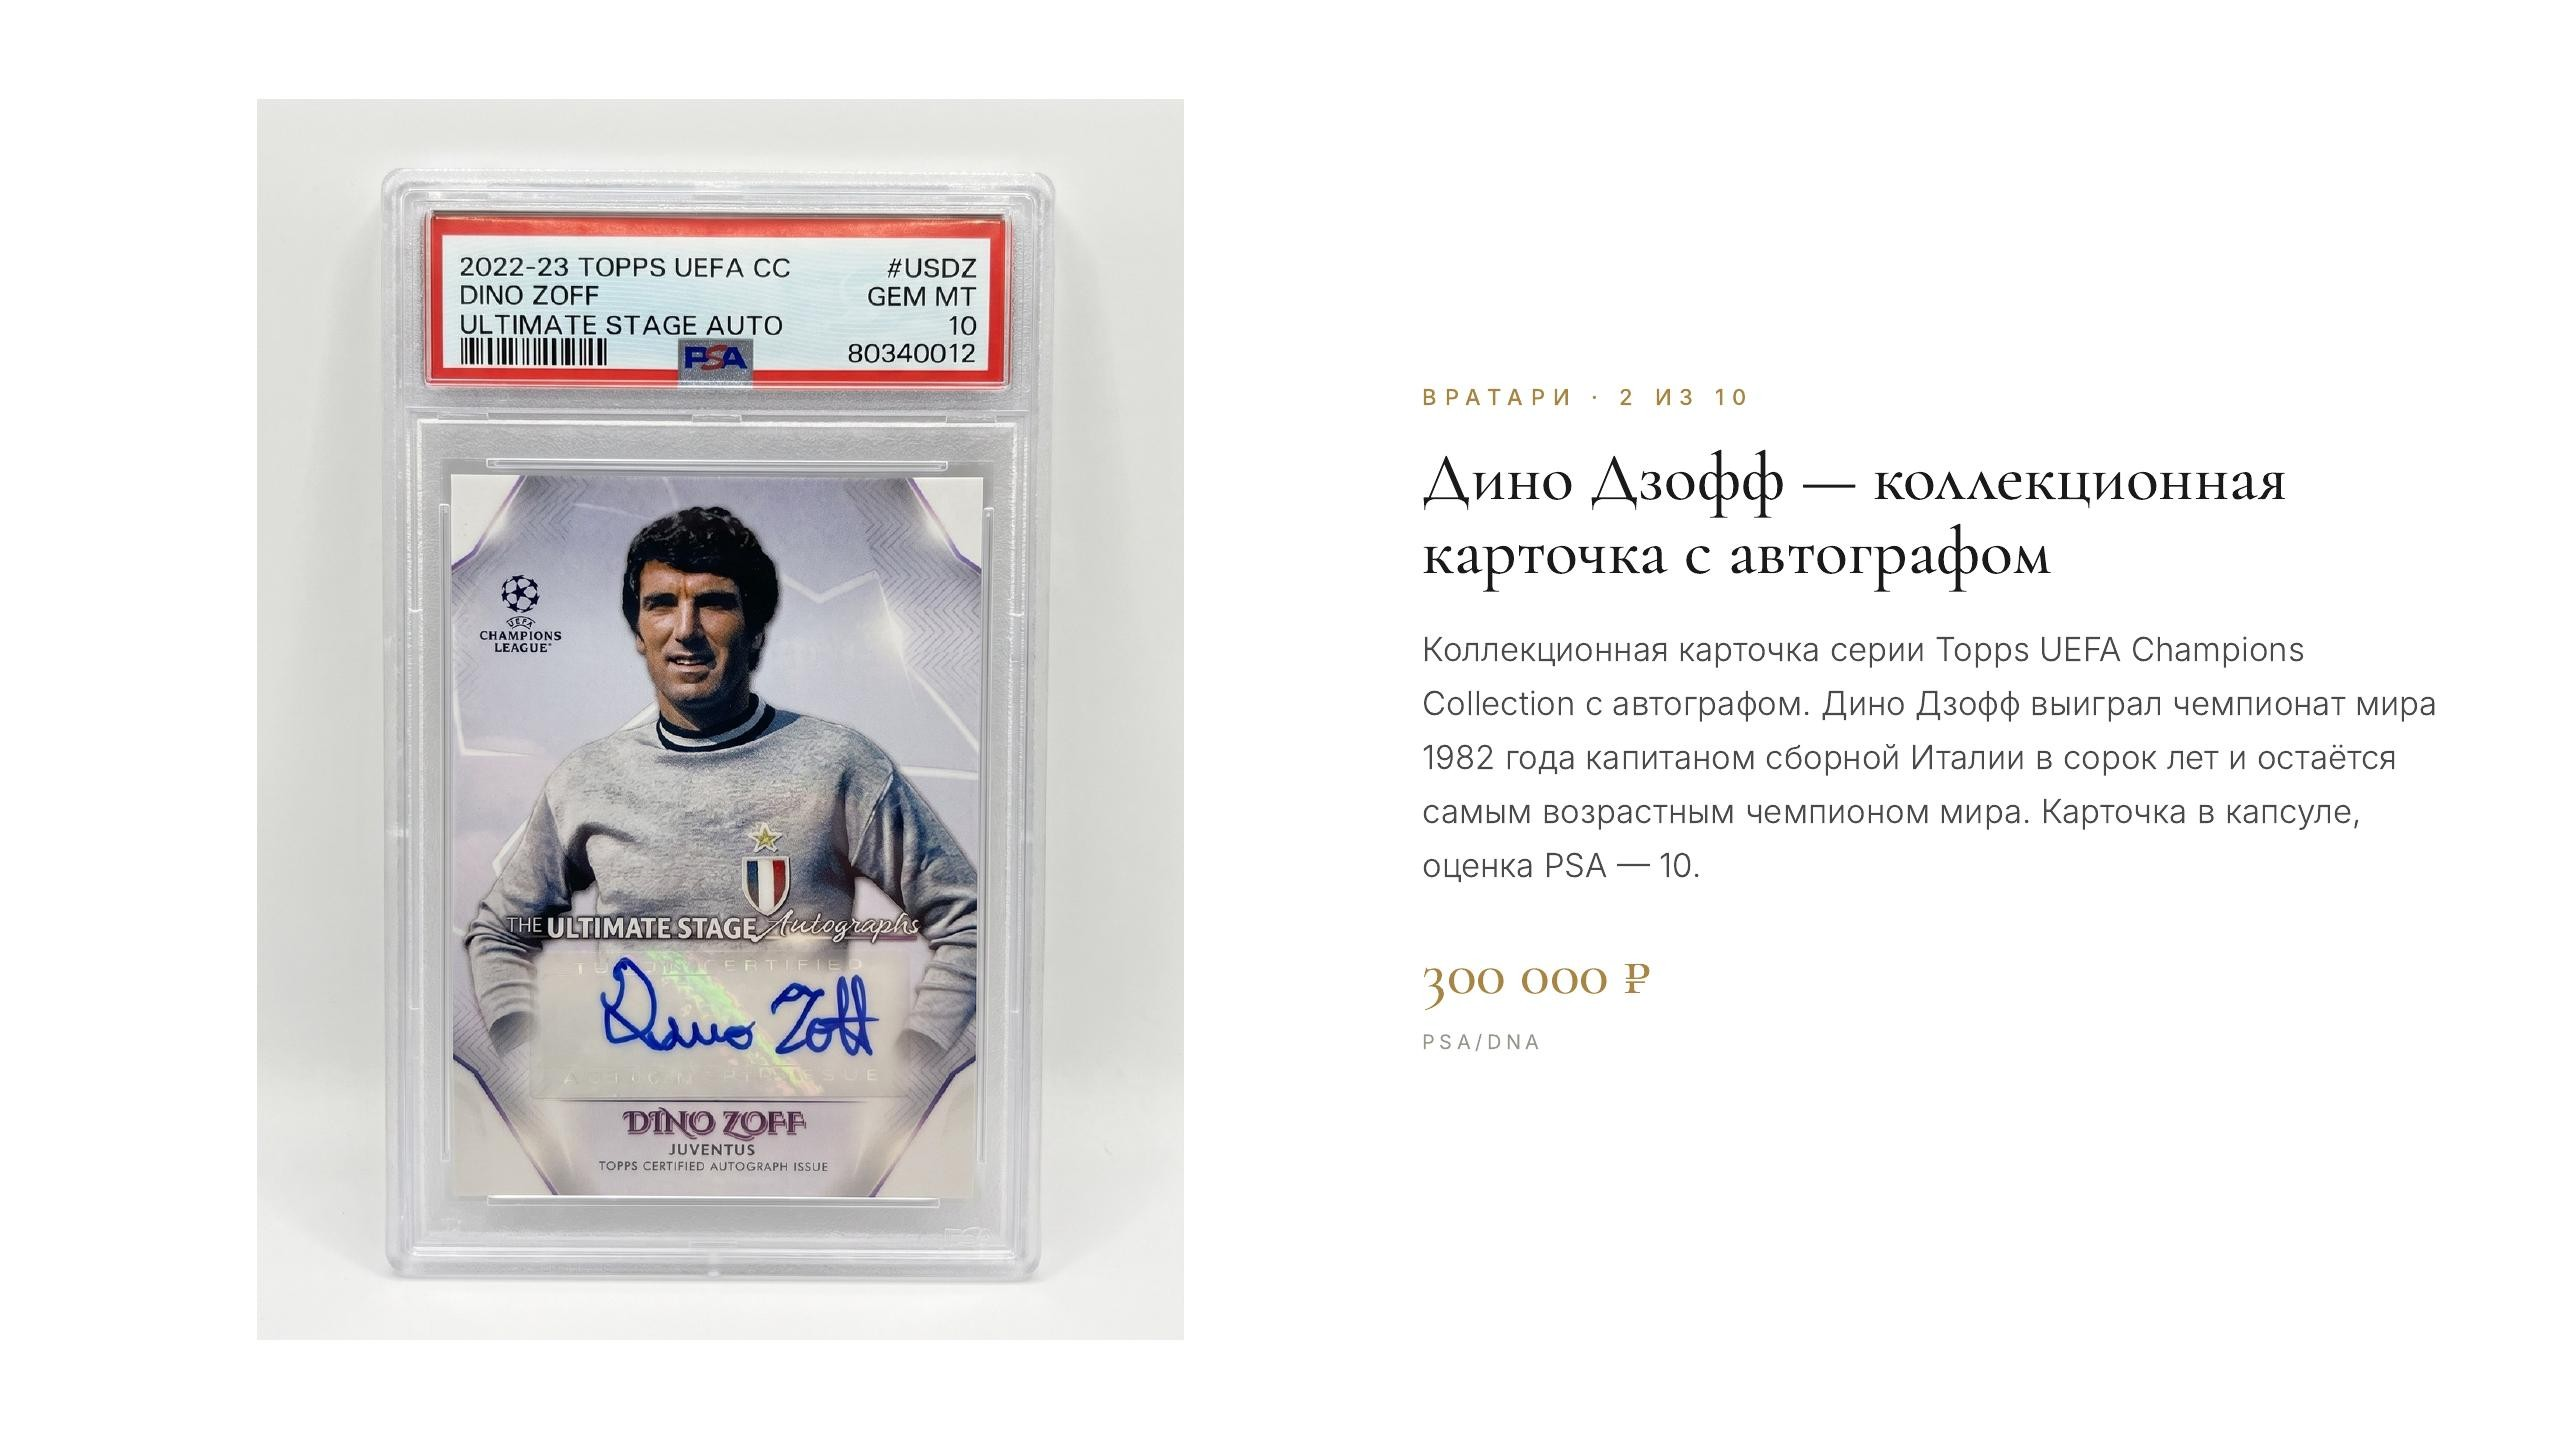 2022-23 TOPPS UEFA CC #USDZ
DINO ZOFF GEM MT
ULTIMATE STAGE AUTO 10
PSA 80340012
UEFA
CHAMPIONS
LEAGUE
THE ULTIMATE STAGE Autographs
CERTIFIED
Dino Zoff
ISSUE
DINO ZOFF
JUVENTUS
TOPPS CERTIFIED AUTOGRAPH ISSUE
ВРАТАРИ · 2 ИЗ 10
Дино Дзофф — коллекционная
карточка с автографом
Коллекционная карточка серии Topps UEFA Champions
Collection с автографом. Дино Дзофф выиграл чемпионат мира
1982 года капитаном сборной Италии в сорок лет и остаётся
самым возрастным чемпионом мира. Карточка в капсуле,
оценка PSA — 10.
300 000 ₽
PSA/DNA